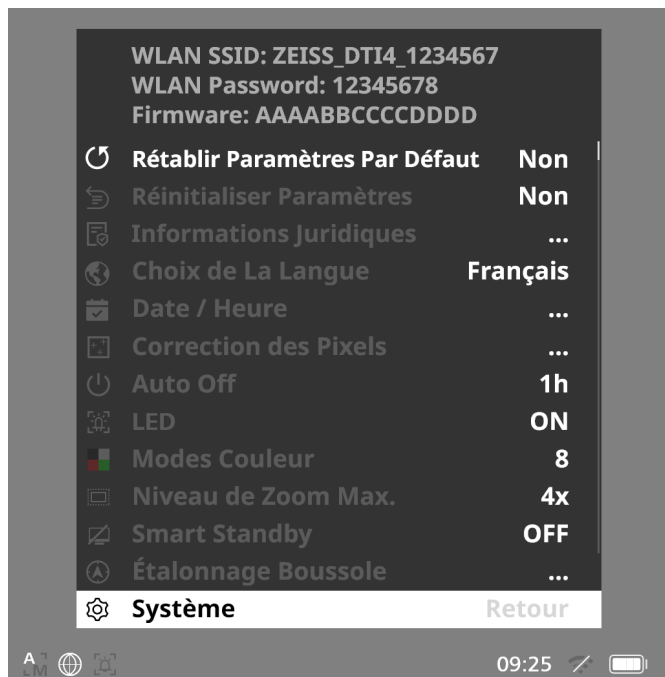 WLAN SSID: ZEISS_DTI4_1234567
WLAN Password: 12345678
Firmware: AAAABBCCCCDDDD
Rétablir Paramètres Par Défaut Non
Réinitialiser Paramètres Non
Informations Juridiques ...
Choix de La Langue Français
Date / Heure ...
Correction des Pixels ...
Auto Off 1h
LED ON
Modes Couleur 8
Niveau de Zoom Max. 4x
Smart Standby OFF
Étalonnage Boussole ...
Système Retour
A M 09:25